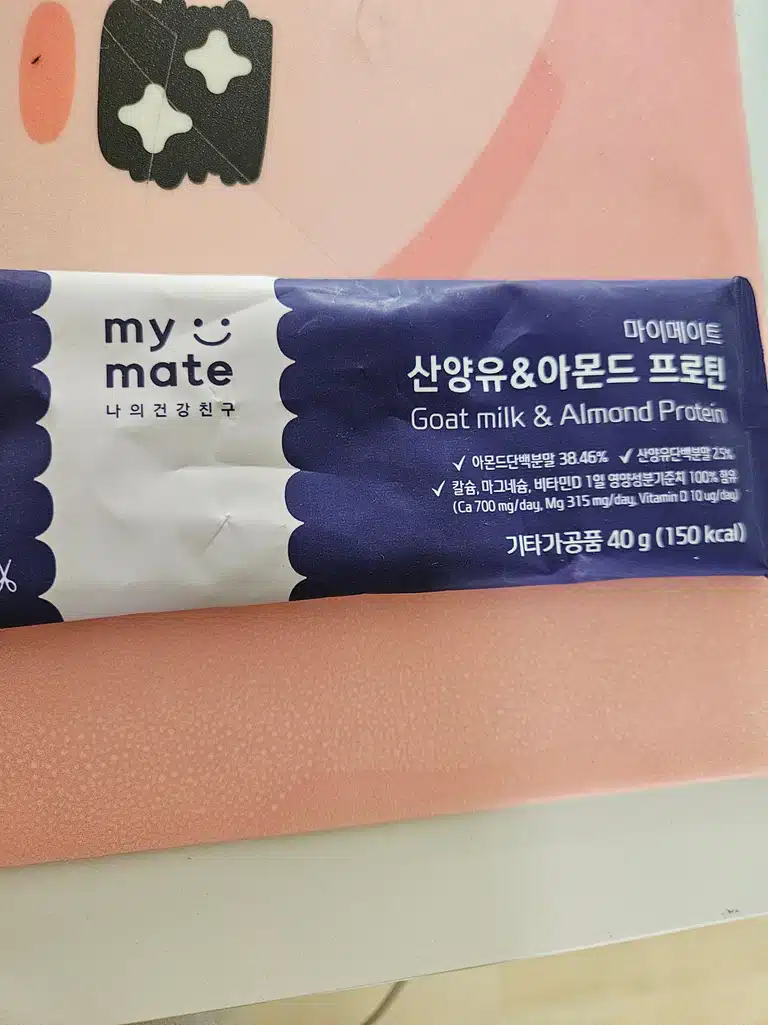 my
mate
나의건강친구
마이메이트
산양유&아몬드 프로틴
Goat milk & Almond Protein
✓ 아몬드단백분말 38.46% ✓ 산양유단백분말 2.5%
✓ 칼슘, 마그네슘, 비타민D 1일 영양성분기준치 100% 함유
(Ca 700 mg/day, Mg 315 mg/day, Vitamin D 10 ug/day)
기타가공품 40 g (150 kcal)